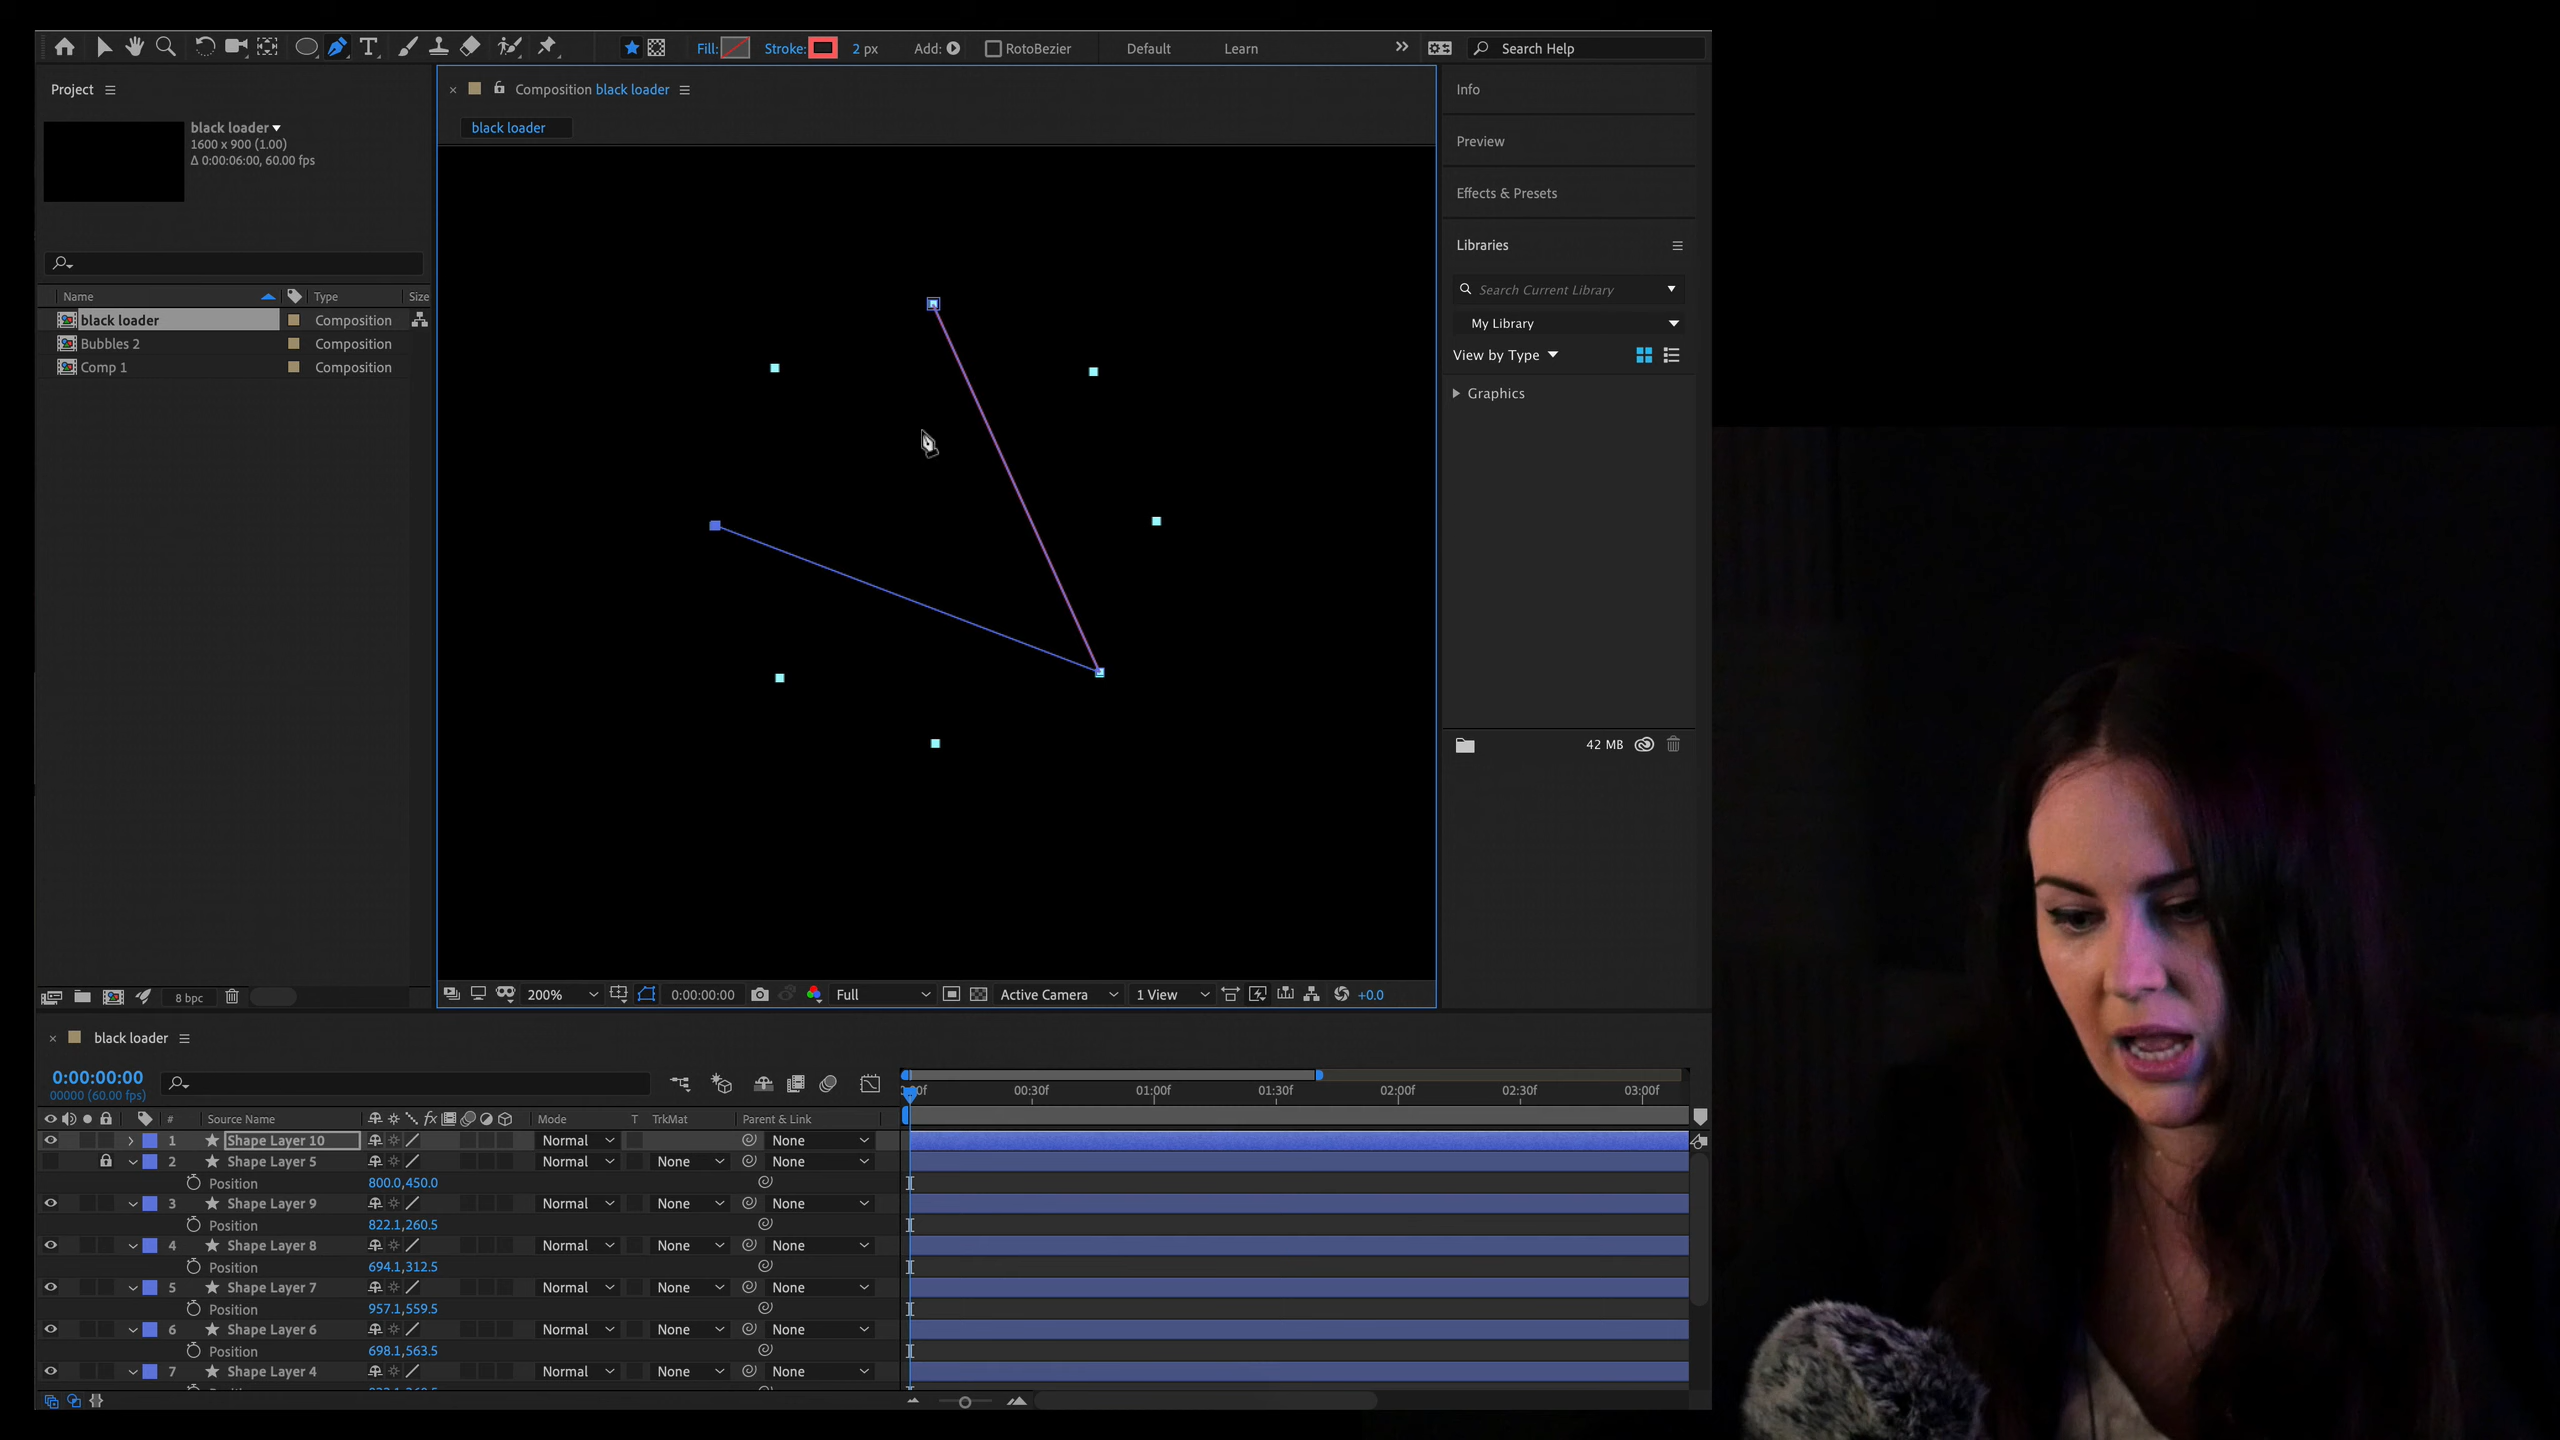 Fill: Stroke: 2 px Add: RotoBezier Default Learn Search Help
Project
black loader
1600 x 900 (1.00)
Δ 0:00:06:00, 60.00 fps
Name Type Size
black loader Composition
Bubbles 2 Composition
Comp 1 Composition
8 bpc
Composition black loader
black loader
200% 0:00:00:00 Full Active Camera 1 View +0.0
Info
Preview
Effects & Presets
Libraries
Search Current Library
My Library
View by Type
Graphics
42 MB
black loader
0:00:00:00
00000 (60.00 fps)
00:30f 01:00f 01:30f 02:00f 02:30f 03:00f
# Source Name fx Mode T TrkMat Parent & Link
1 Shape Layer 10 Normal None
2 Shape Layer 5 Normal None None
Position 800.0,450.0
3 Shape Layer 9 Normal None None
Position 822.1,260.5
4 Shape Layer 8 Normal None None
Position 694.1,312.5
5 Shape Layer 7 Normal None None
Position 957.1,559.5
6 Shape Layer 6 Normal None None
Position 698.1,563.5
7 Shape Layer 4 Normal None None